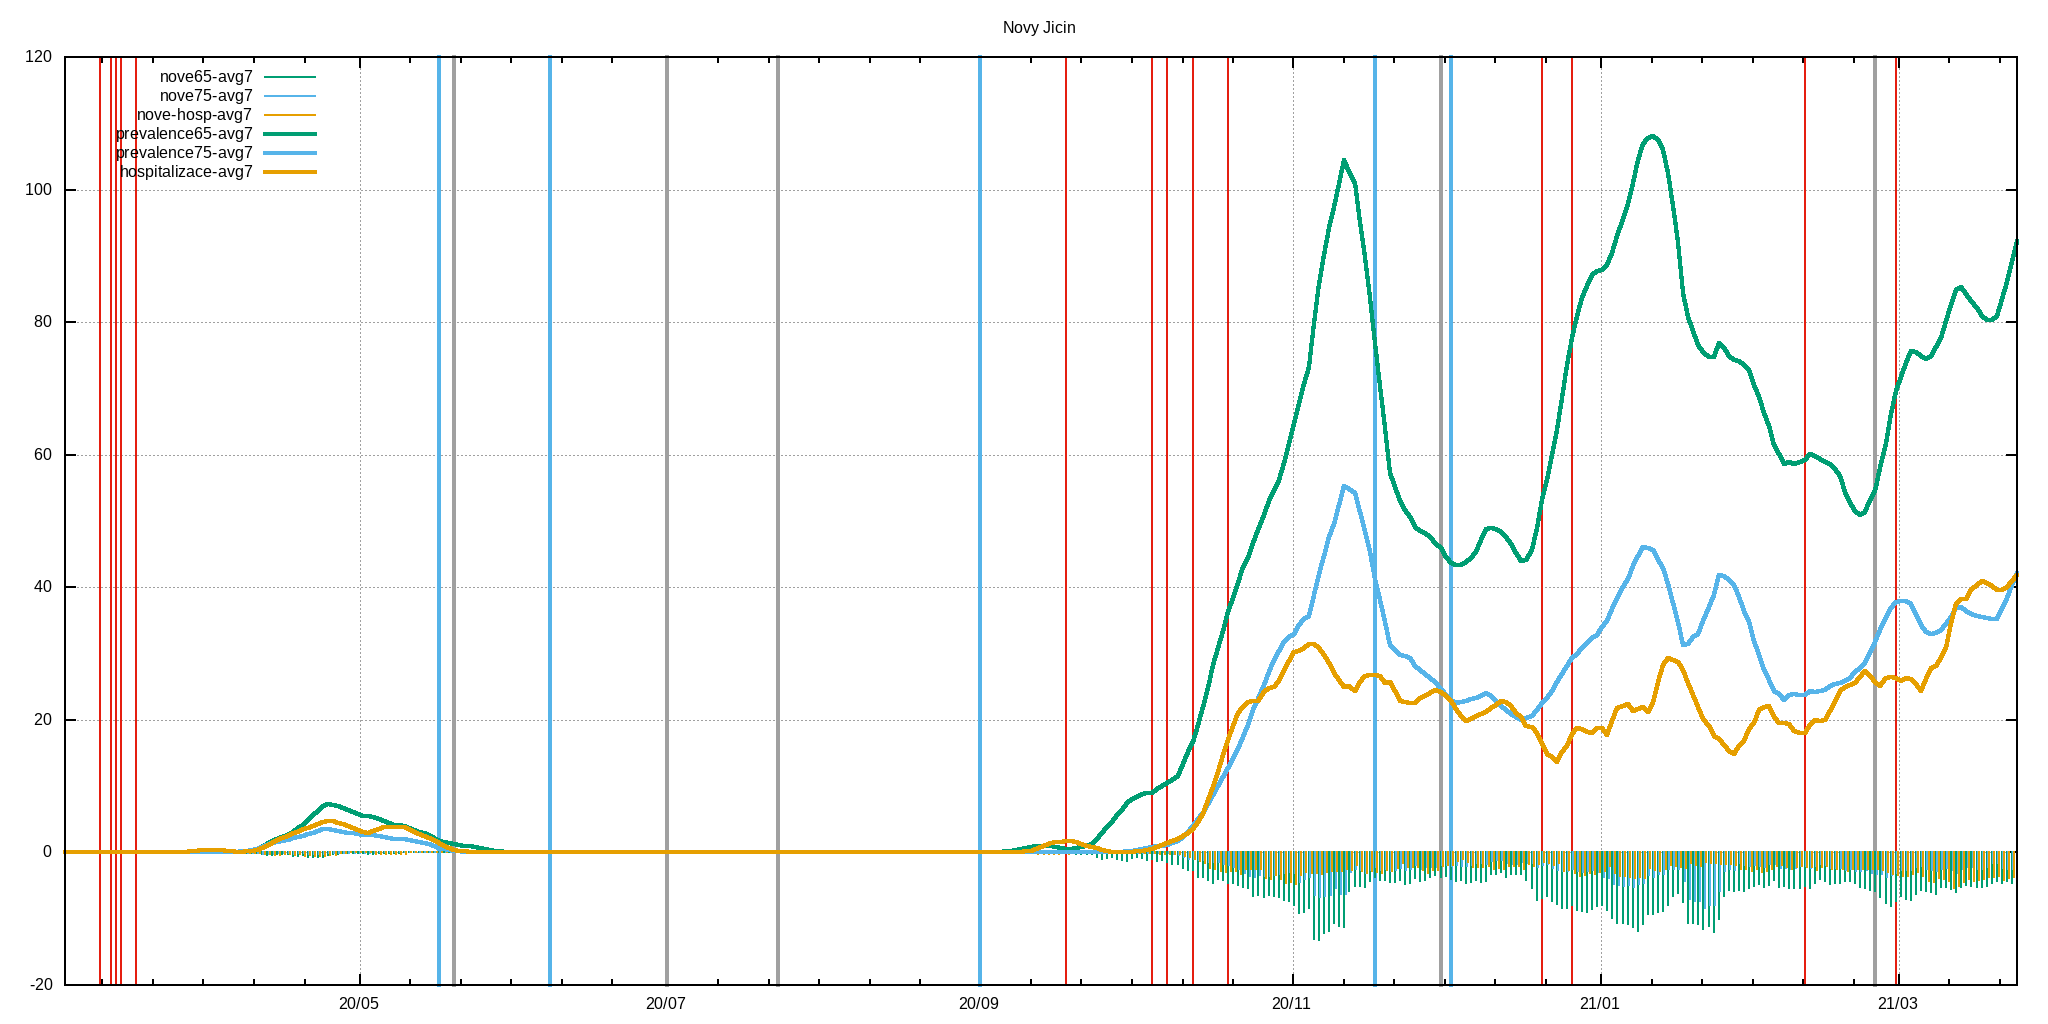 Novy Jicin
120
100
80
60
40
20
0
-20
nove65-avg7
nove75-avg7
nove-hosp-avg7
prevalence65-avg7
prevalence75-avg7
hospitalizace-avg7
20/05
20/07
20/09
20/11
21/01
21/03